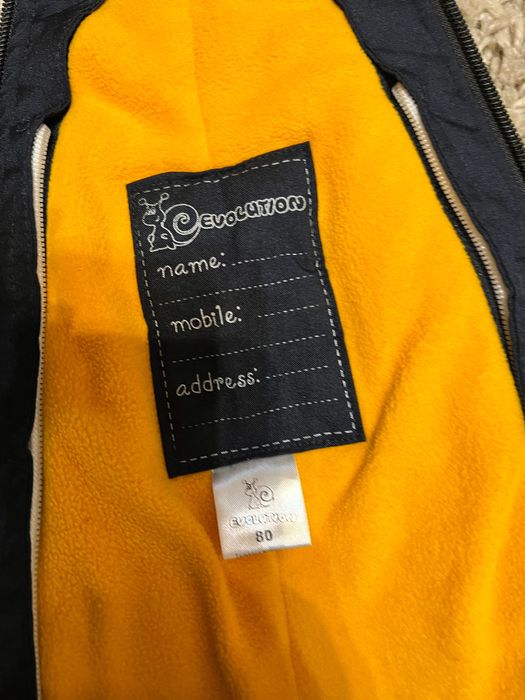 EVOLUTION
name:
mobile:
address:
EVOLUTION
80